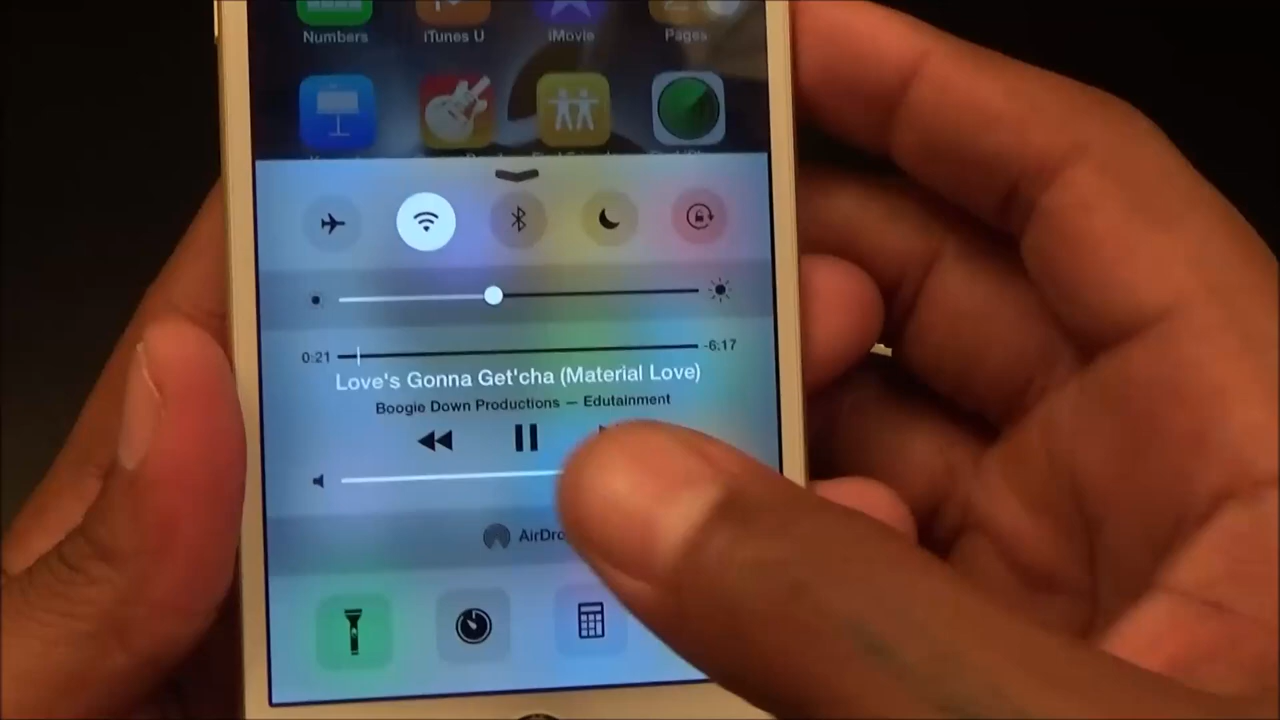 Numbers iTunes U iMovie Pages
0:21 -6:17
Love's Gonna Get'cha (Material Love)
Boogie Down Productions — Edutainment
AirDro